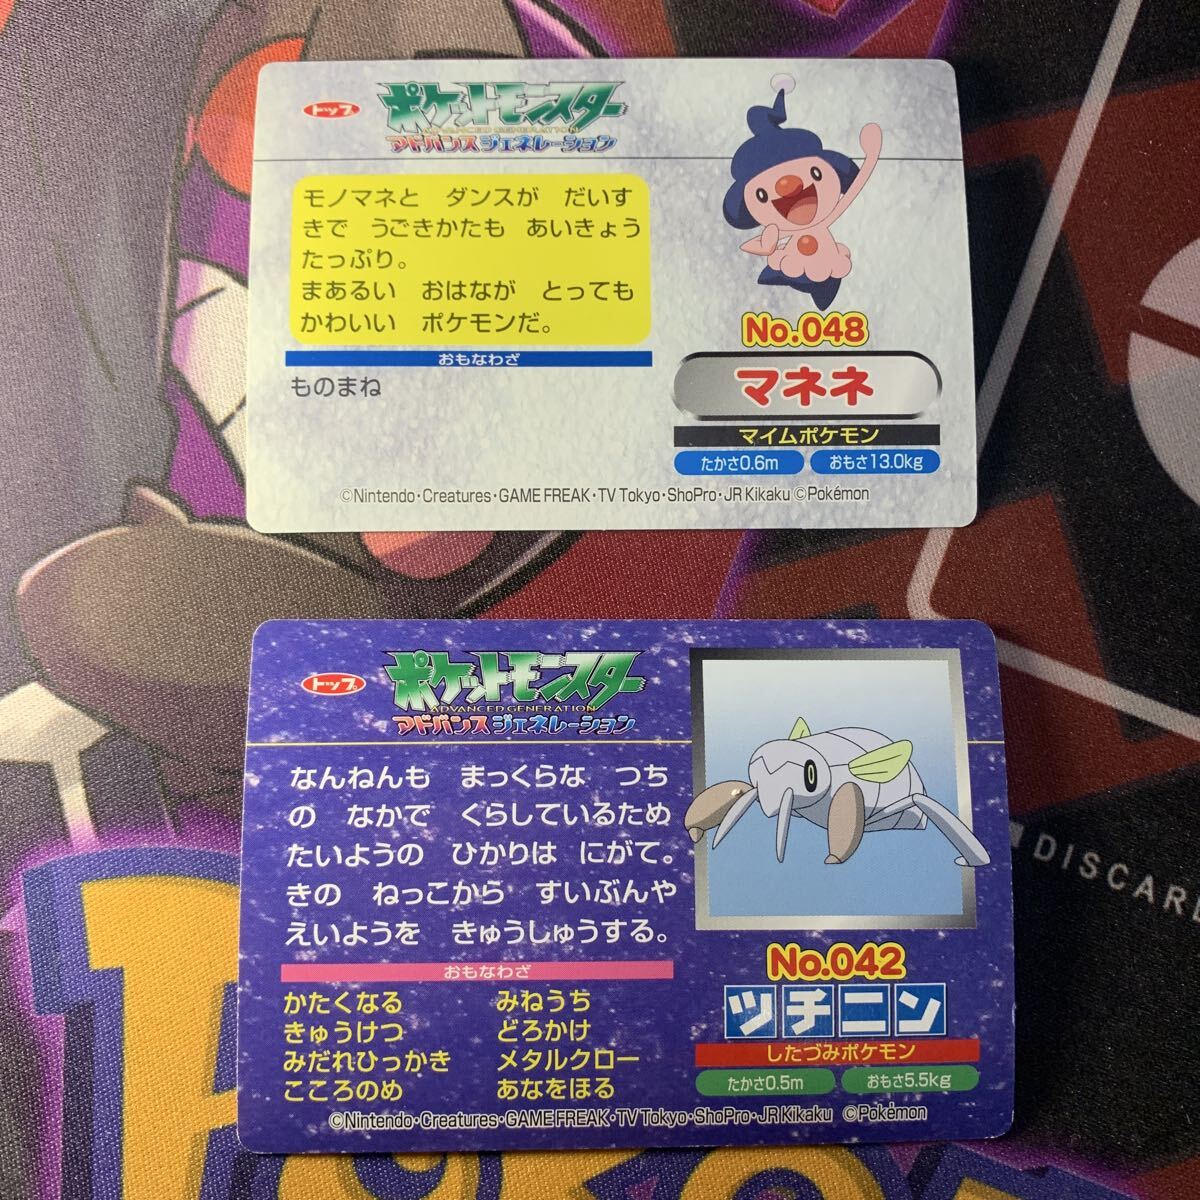 トップ
ポケットモンスター
ADVANCED GENERATION
アドバンスジェネレーション
モノマネと ダンスが だいす
きで うごきかたも あいきょう
たっぷり。
まあるい おはなが とっても
かわいい ポケモンだ。
おもなわざ
ものまね
No.048
マネネ
マイムポケモン
たかさ0.6m おもさ13.0kg
©Nintendo・Creatures・GAME FREAK・TV Tokyo・ShoPro・JR Kikaku ©Pokémon
トップ
ポケットモンスター
ADVANCED GENERATION
アドバンスジェネレーション
なんねんも まっくらな つち
の なかで くらしているため
たいようの ひかりは にがて。
きの ねっこから すいぶんや
えいようを きゅうしゅうする。
おもなわざ
かたくなる みねうち
きゅうけつ どろかけ
みだれひっかき メタルクロー
こころのめ あなをほる
No.042
ツチニン
したづみポケモン
たかさ0.5m おもさ5.5kg
©Nintendo・Creatures・GAME FREAK・TV Tokyo・ShoPro・JR Kikaku ©Pokémon
DISCAR